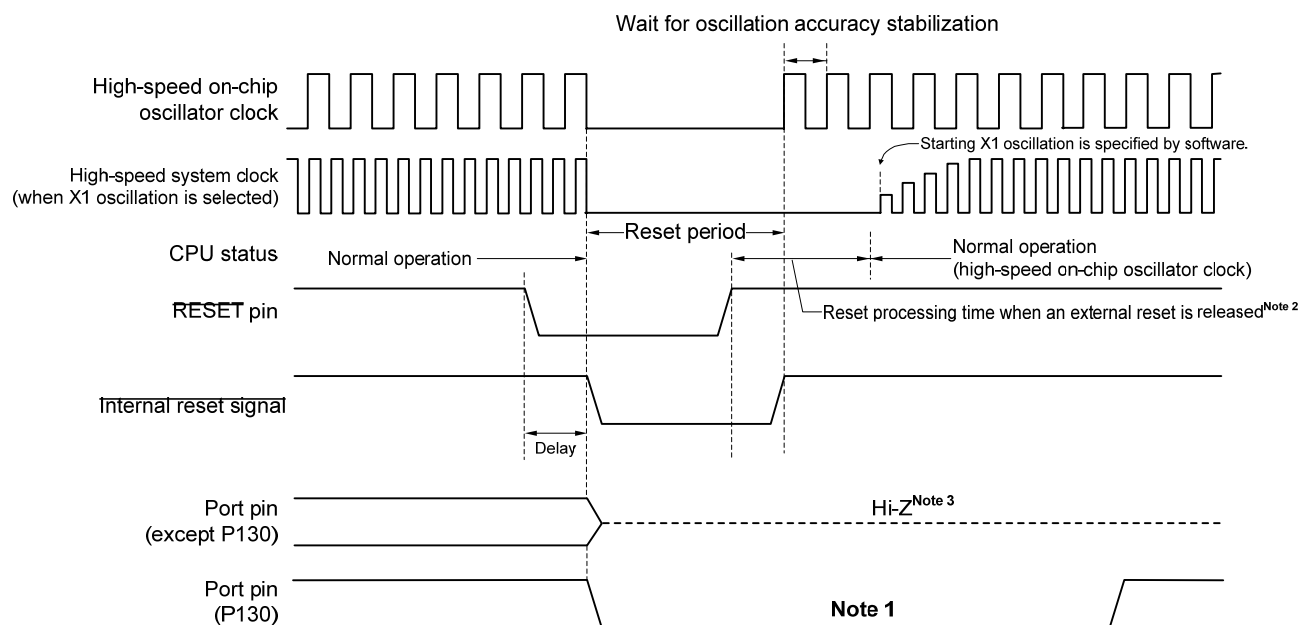 Wait for oscillation accuracy stabilization
High-speed on-chip
oscillator clock
Starting X1 oscillation is specified by software.
High-speed system clock
(when X1 oscillation is selected)
Reset period
CPU status
Normal operation
Normal operation
(high-speed on-chip oscillator clock)
RESET pin
Reset processing time when an external reset is released Note 2
Internal reset signal
Delay
Port pin
(except P130)
Hi-Z Note 3
Port pin
(P130)
Note 1